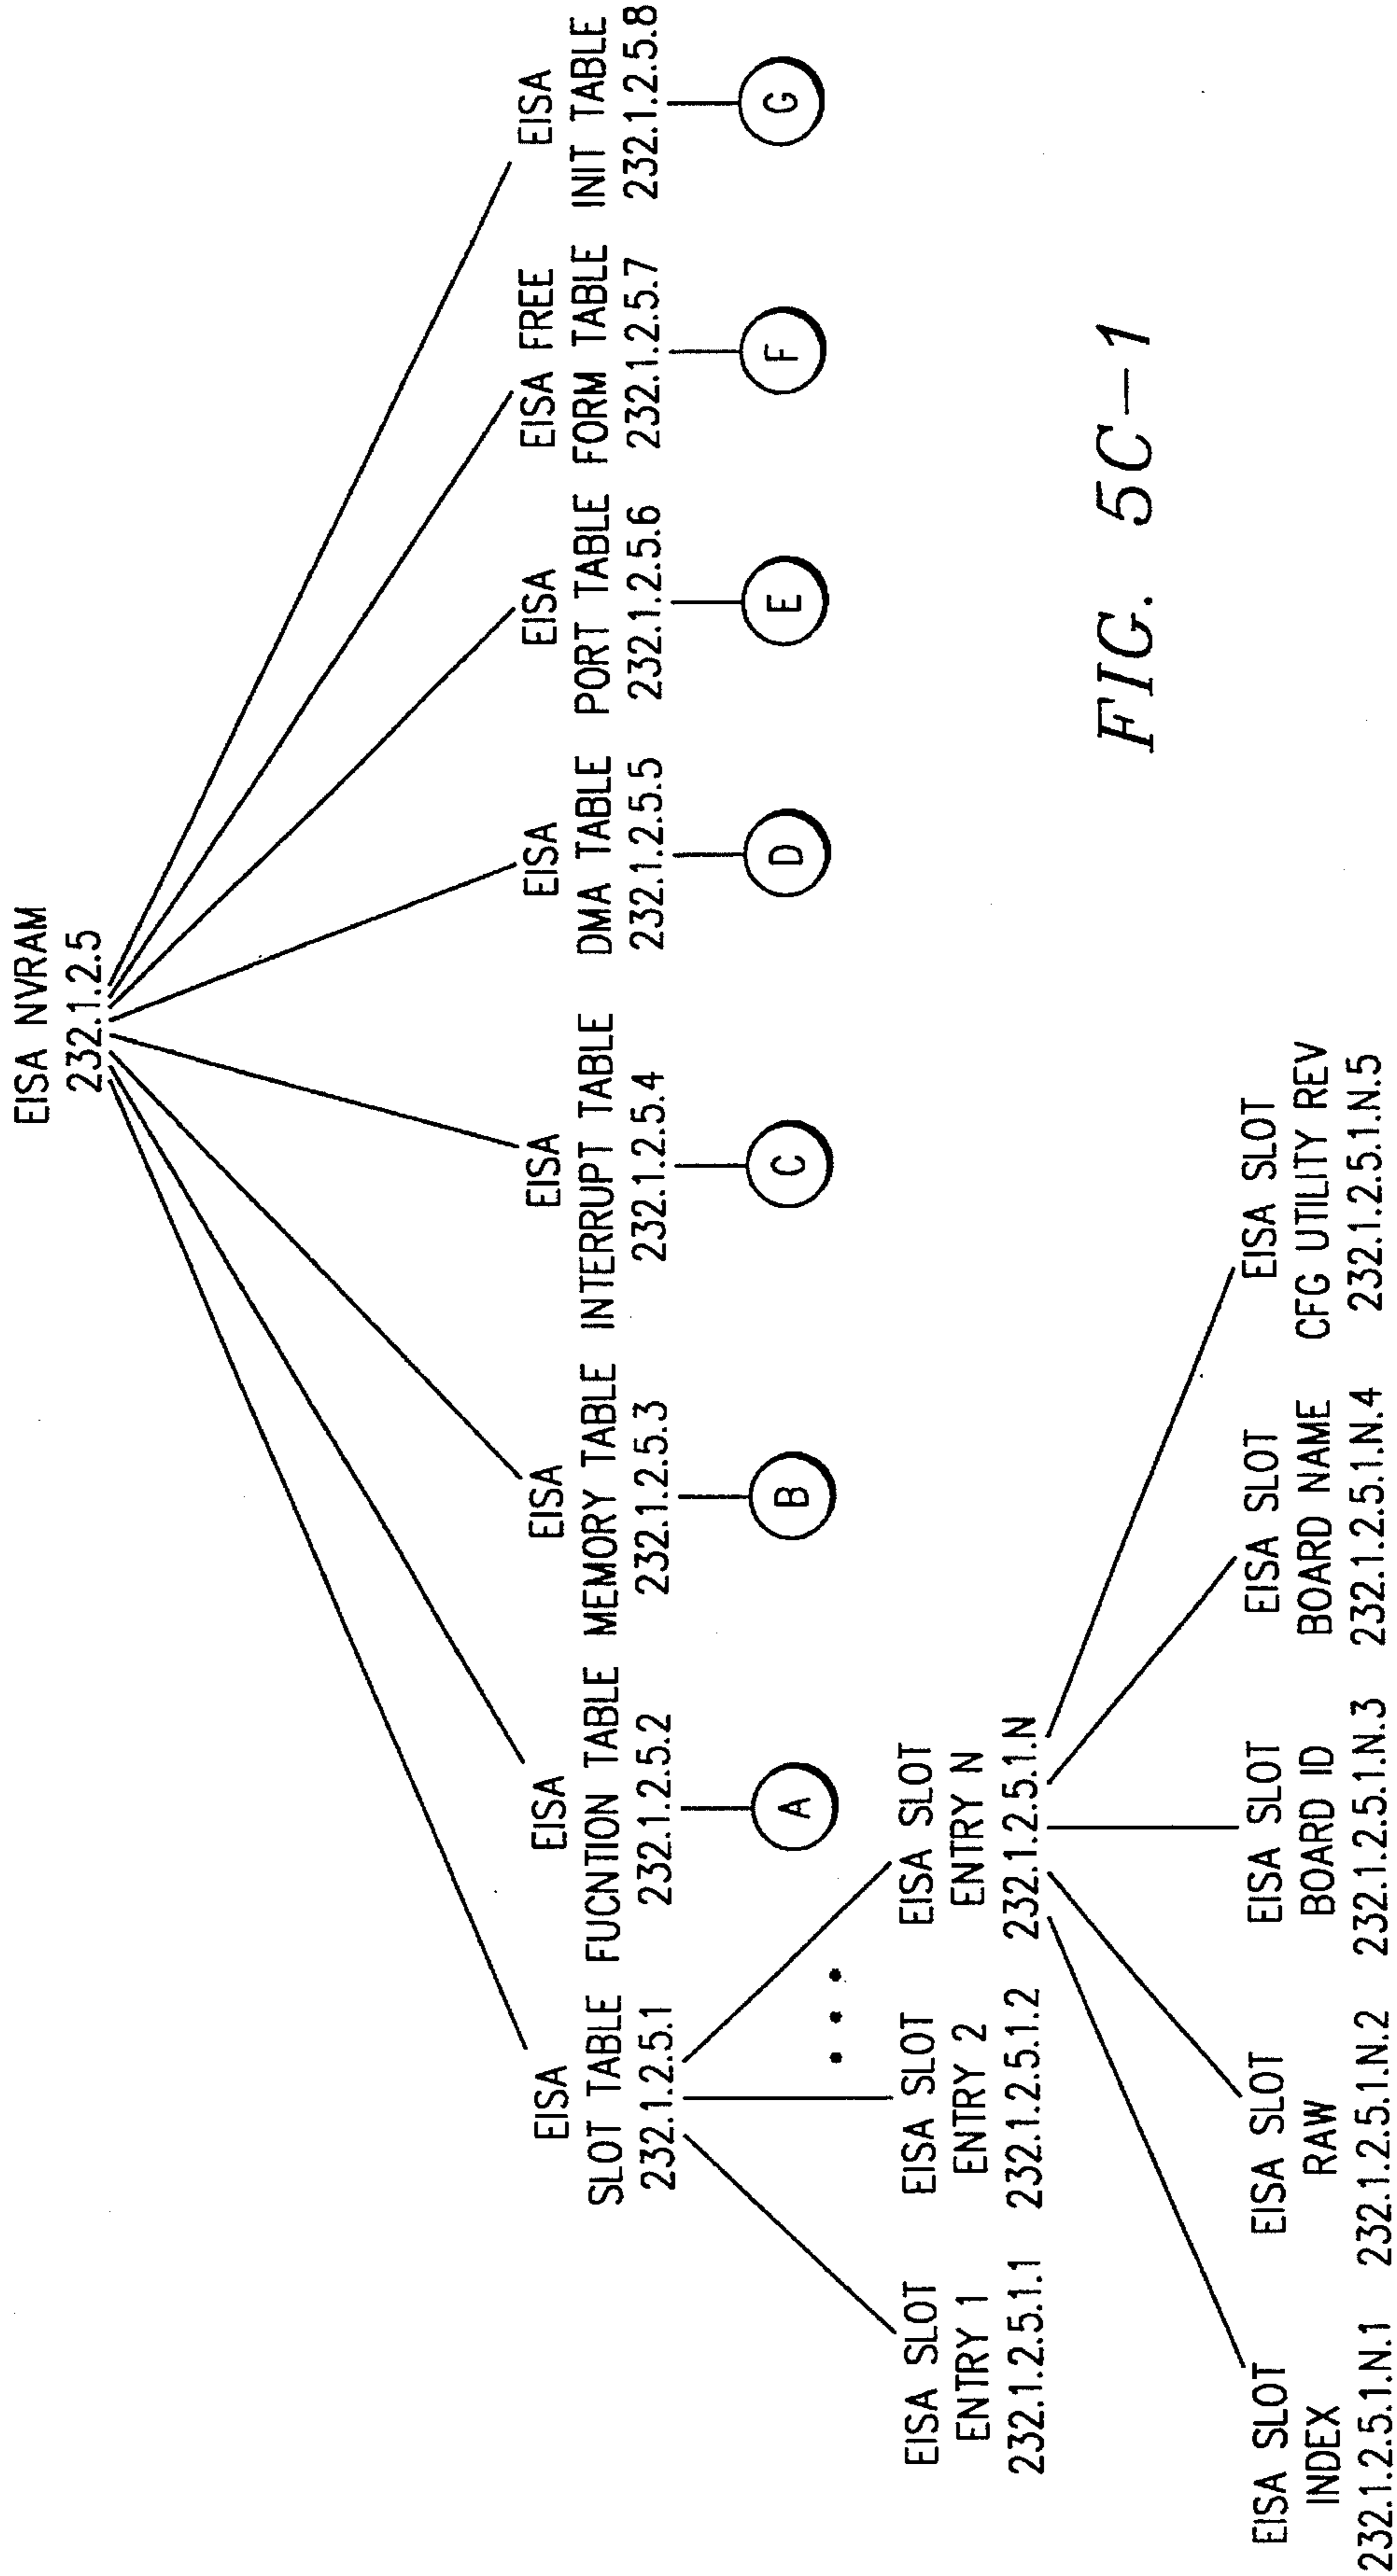 EISA NVRAM
232.1.2.5
EISA
SLOT TABLE
232.1.2.5.1
EISA
FUCNTION TABLE
232.1.2.5.2
A
EISA
MEMORY TABLE
232.1.2.5.3
B
EISA
INTERRUPT TABLE
232.1.2.5.4
C
EISA
DMA TABLE
232.1.2.5.5
D
EISA
PORT TABLE
232.1.2.5.6
E
EISA FREE
FORM TABLE
232.1.2.5.7
F
EISA
INIT TABLE
232.1.2.5.8
G
EISA SLOT
ENTRY 1
232.1.2.5.1.1
EISA SLOT
ENTRY 2
232.1.2.5.1.2
• • •
EISA SLOT
ENTRY N
232.1.2.5.1.N
EISA SLOT
INDEX
232.1.2.5.1.N.1
EISA SLOT
RAW
232.1.2.5.1.N.2
EISA SLOT
BOARD ID
232.1.2.5.1.N.3
EISA SLOT
BOARD NAME
232.1.2.5.1.N.4
EISA SLOT
CFG UTILITY REV
232.1.2.5.1.N.5
FIG. 5C-1